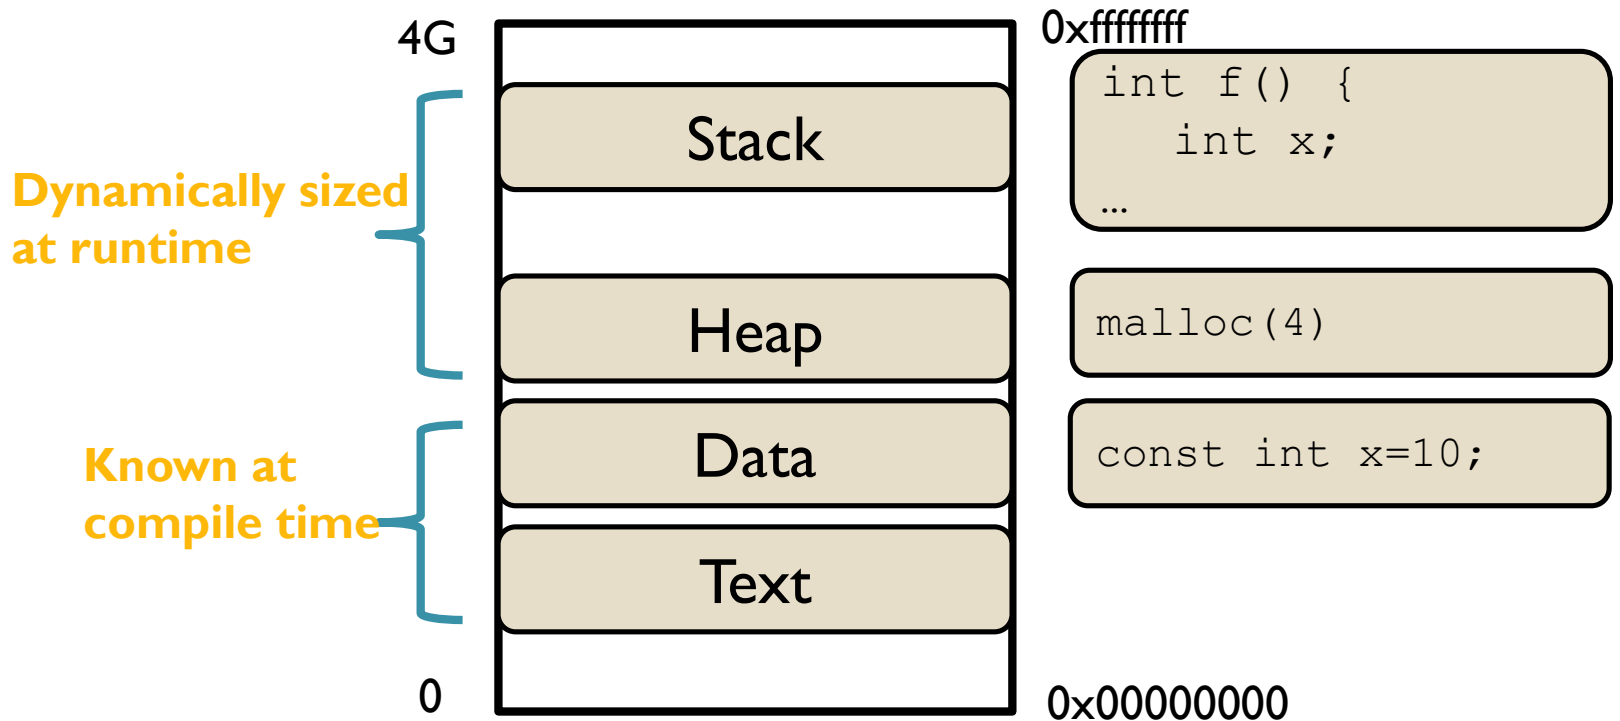 4G
0xffffffff
Stack
int f() {
int x;
…
Dynamically sized
at runtime
Heap
malloc(4)
Data
const int x=10;
Known at
compile time
Text
0
0x00000000